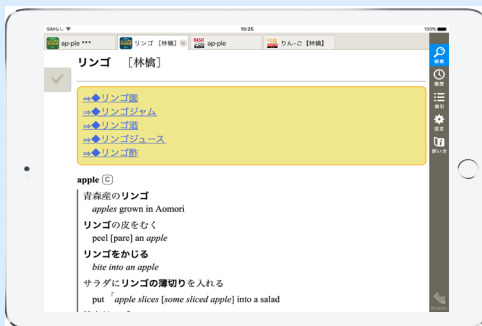 SIMなし 10:25 100%
ap·ple *** リンゴ [林檎] BASIC ap·ple りん‐ご【林檎】
リンゴ [林檎]
検索
履歴
索引
設定
使い方
⇒◆リンゴ園
⇒◆リンゴジャム
⇒◆リンゴ酒
⇒◆リンゴジュース
⇒◆リンゴ酢
apple C
青森産のリンゴ
apples grown in Aomori
リンゴの皮をむく
peel [pare] an apple
リンゴをかじる
bite into an apple
サラダにリンゴの薄切りを入れる
put 「apple slices [some sliced apple] into a salad